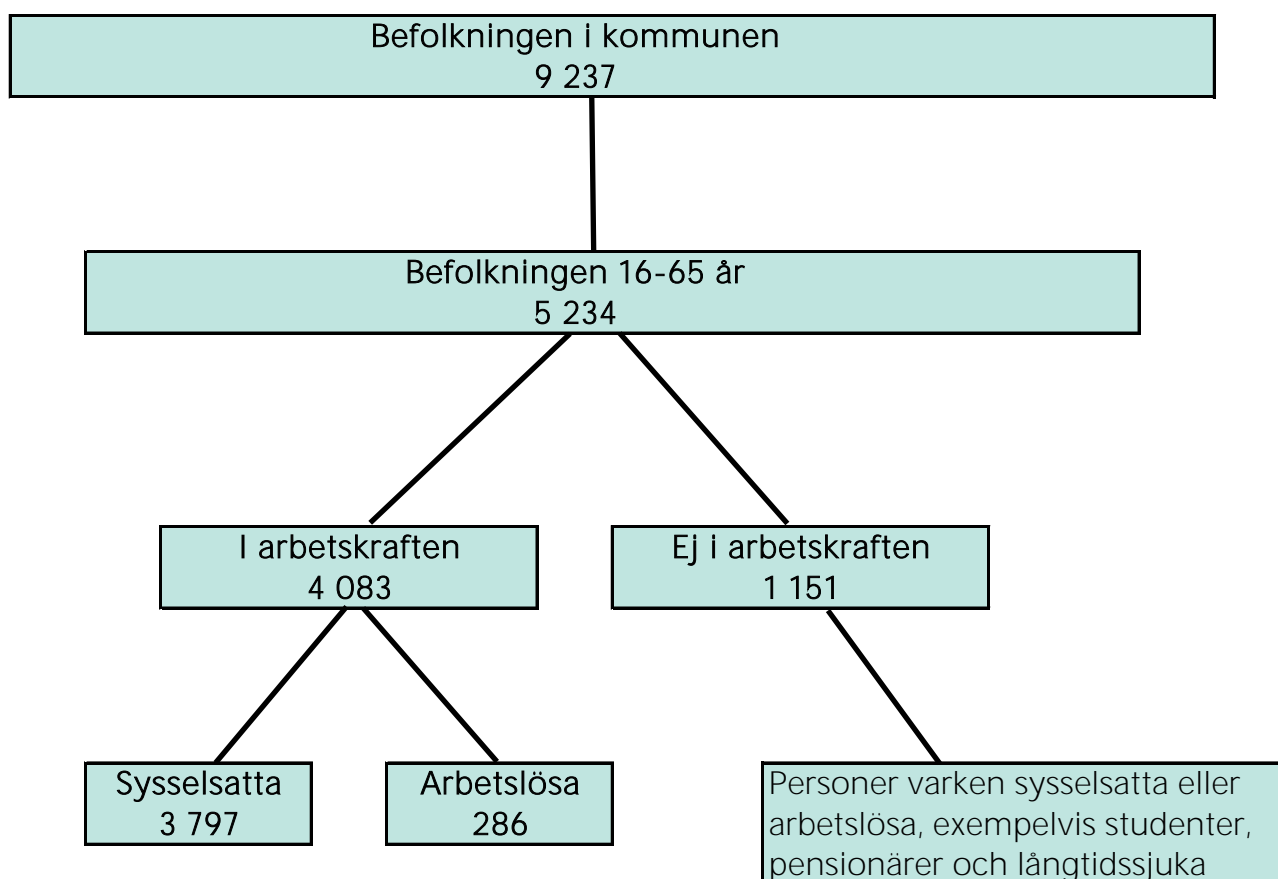 Befolkningen i kommunen
9 237
Befolkningen 16-65 år
5 234
I arbetskraften
4 083
Ej i arbetskraften
1 151
Sysselsatta
3 797
Arbetslösa
286
Personer varken sysselsatta eller
arbetslösa, exempelvis studenter,
pensionärer och långtidssjuka